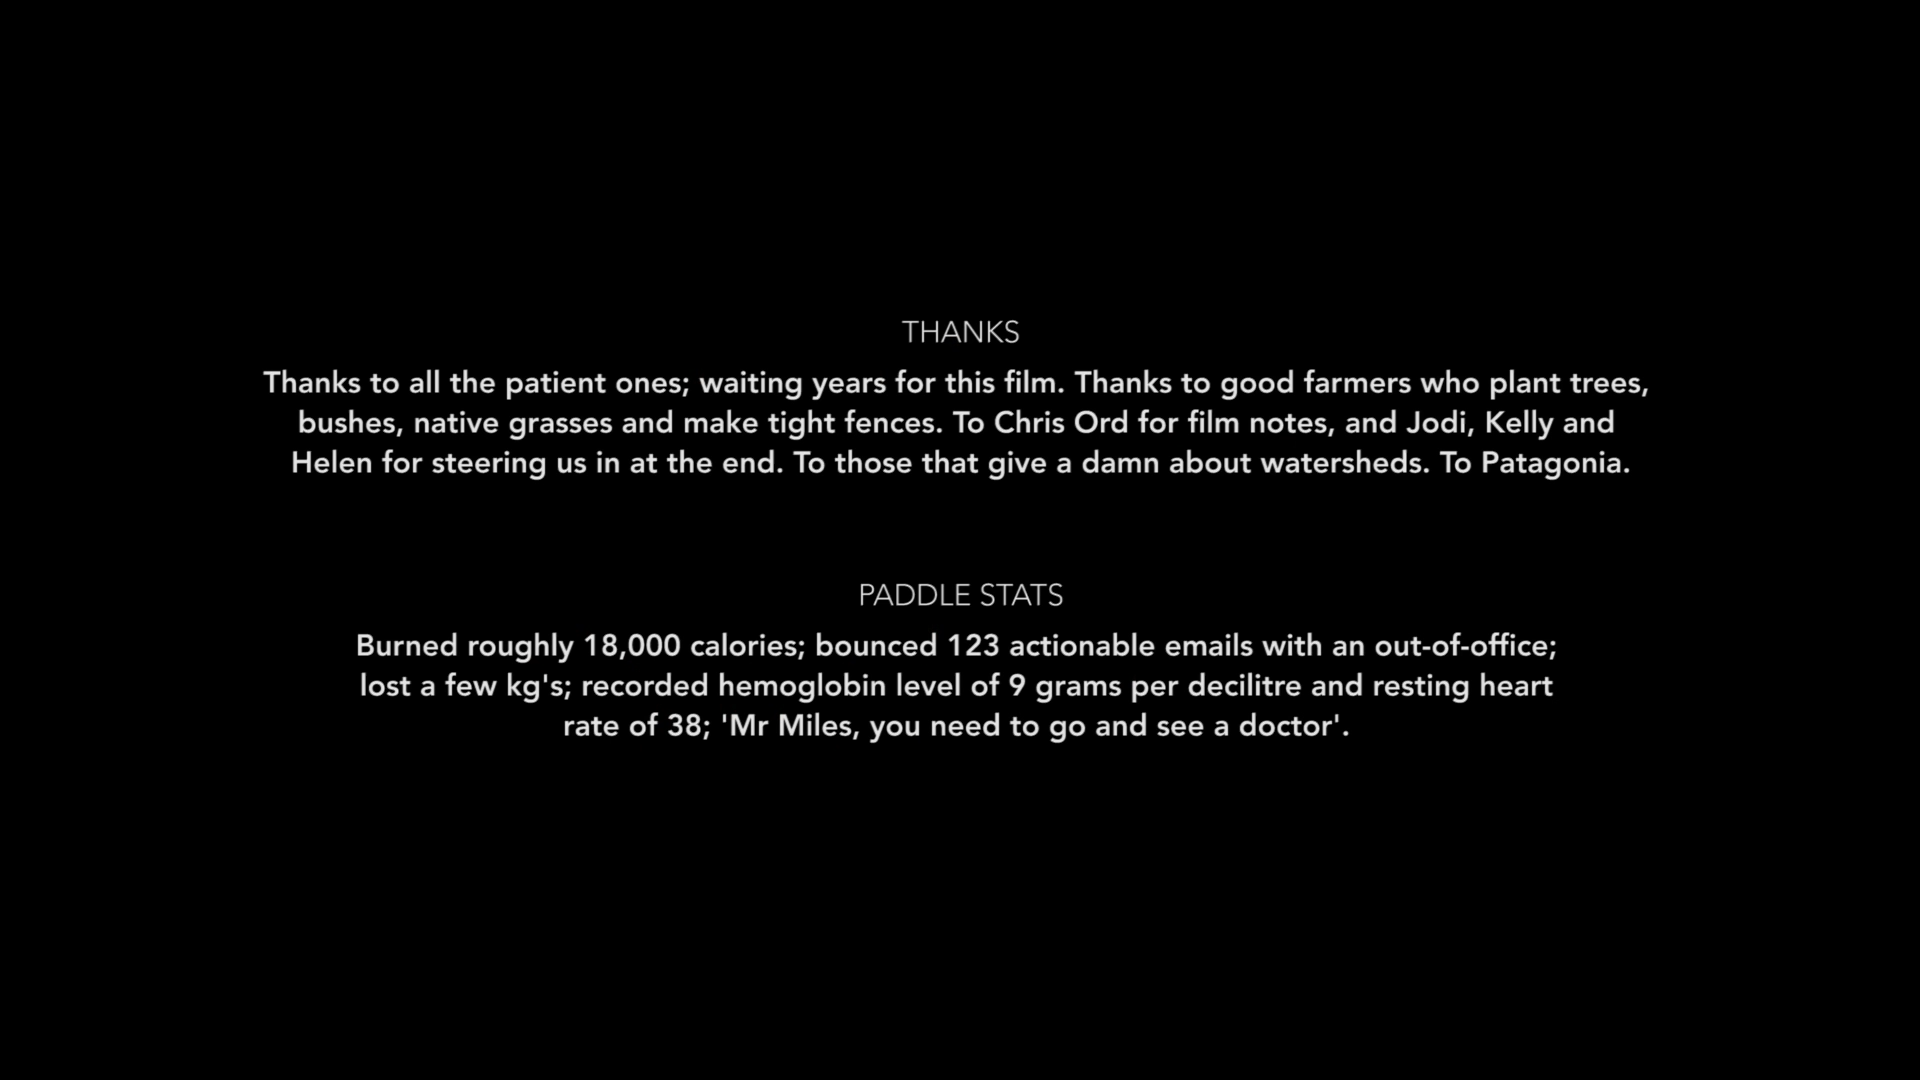 THANKS
Thanks to all the patient ones; waiting years for this film. Thanks to good farmers who plant trees,
bushes, native grasses and make tight fences. To Chris Ord for film notes, and Jodi, Kelly and
Helen for steering us in at the end. To those that give a damn about watersheds. To Patagonia.
PADDLE STATS
Burned roughly 18,000 calories; bounced 123 actionable emails with an out-of-office;
lost a few kg's; recorded hemoglobin level of 9 grams per decilitre and resting heart
rate of 38; 'Mr Miles, you need to go and see a doctor'.